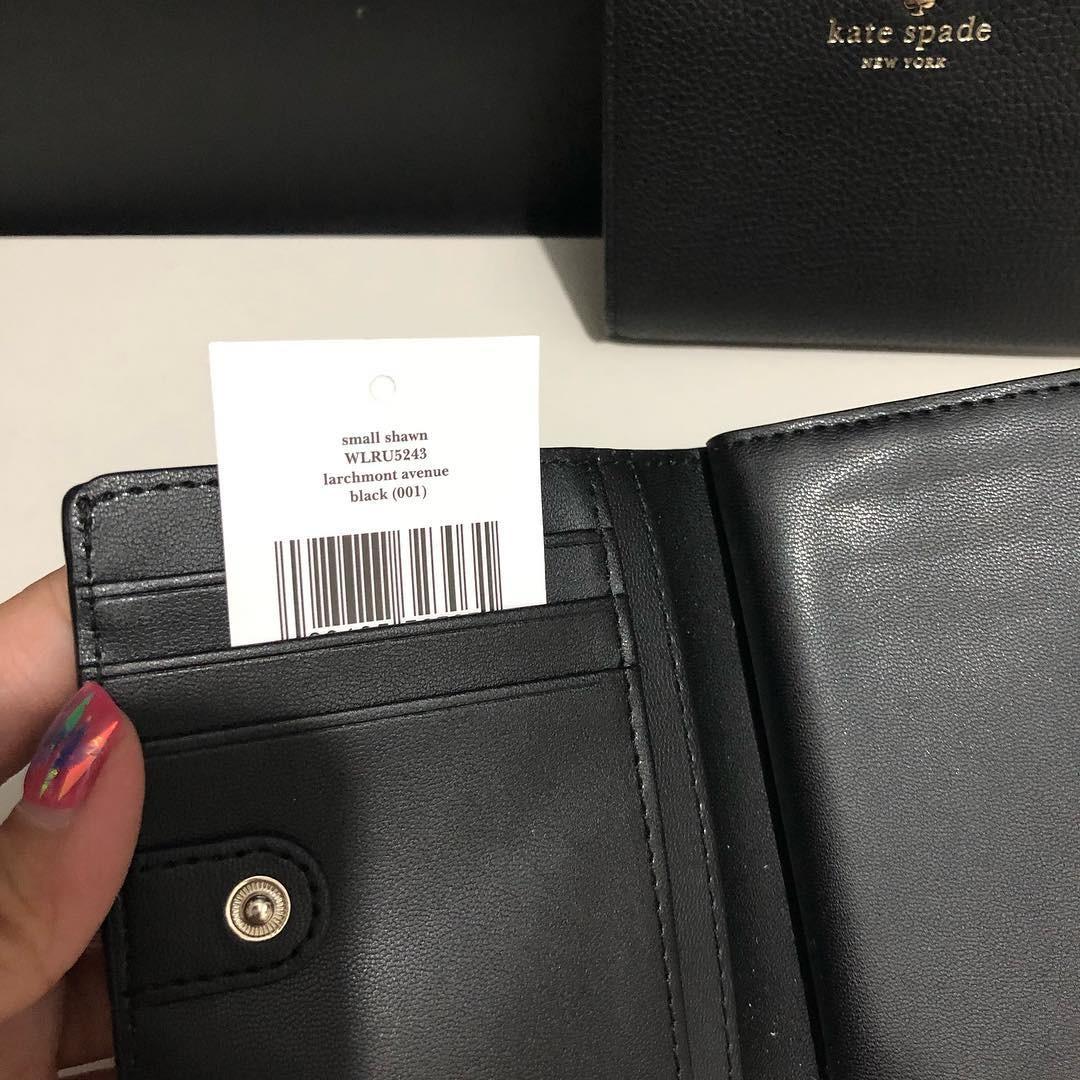 kate spade
NEW YORK
small shawn
WLRU5243
larchmont avenue
black (001)